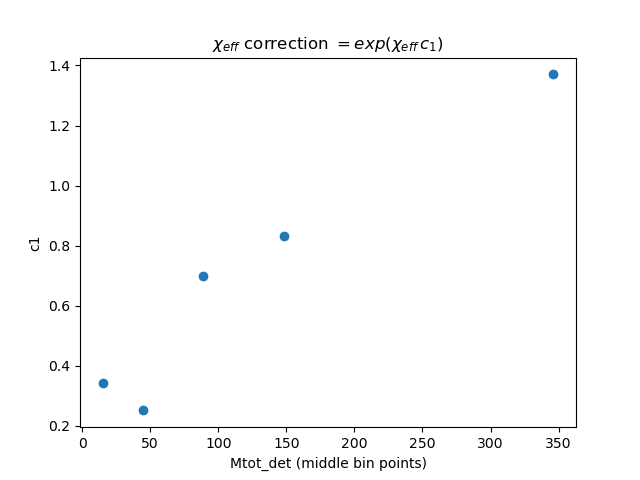 χeff correction = exp(χeff c1)
1.4
1.2
1.0
0.8
0.6
0.4
0.2
c1
0 50 100 150 200 250 300 350
Mtot_det (middle bin points)